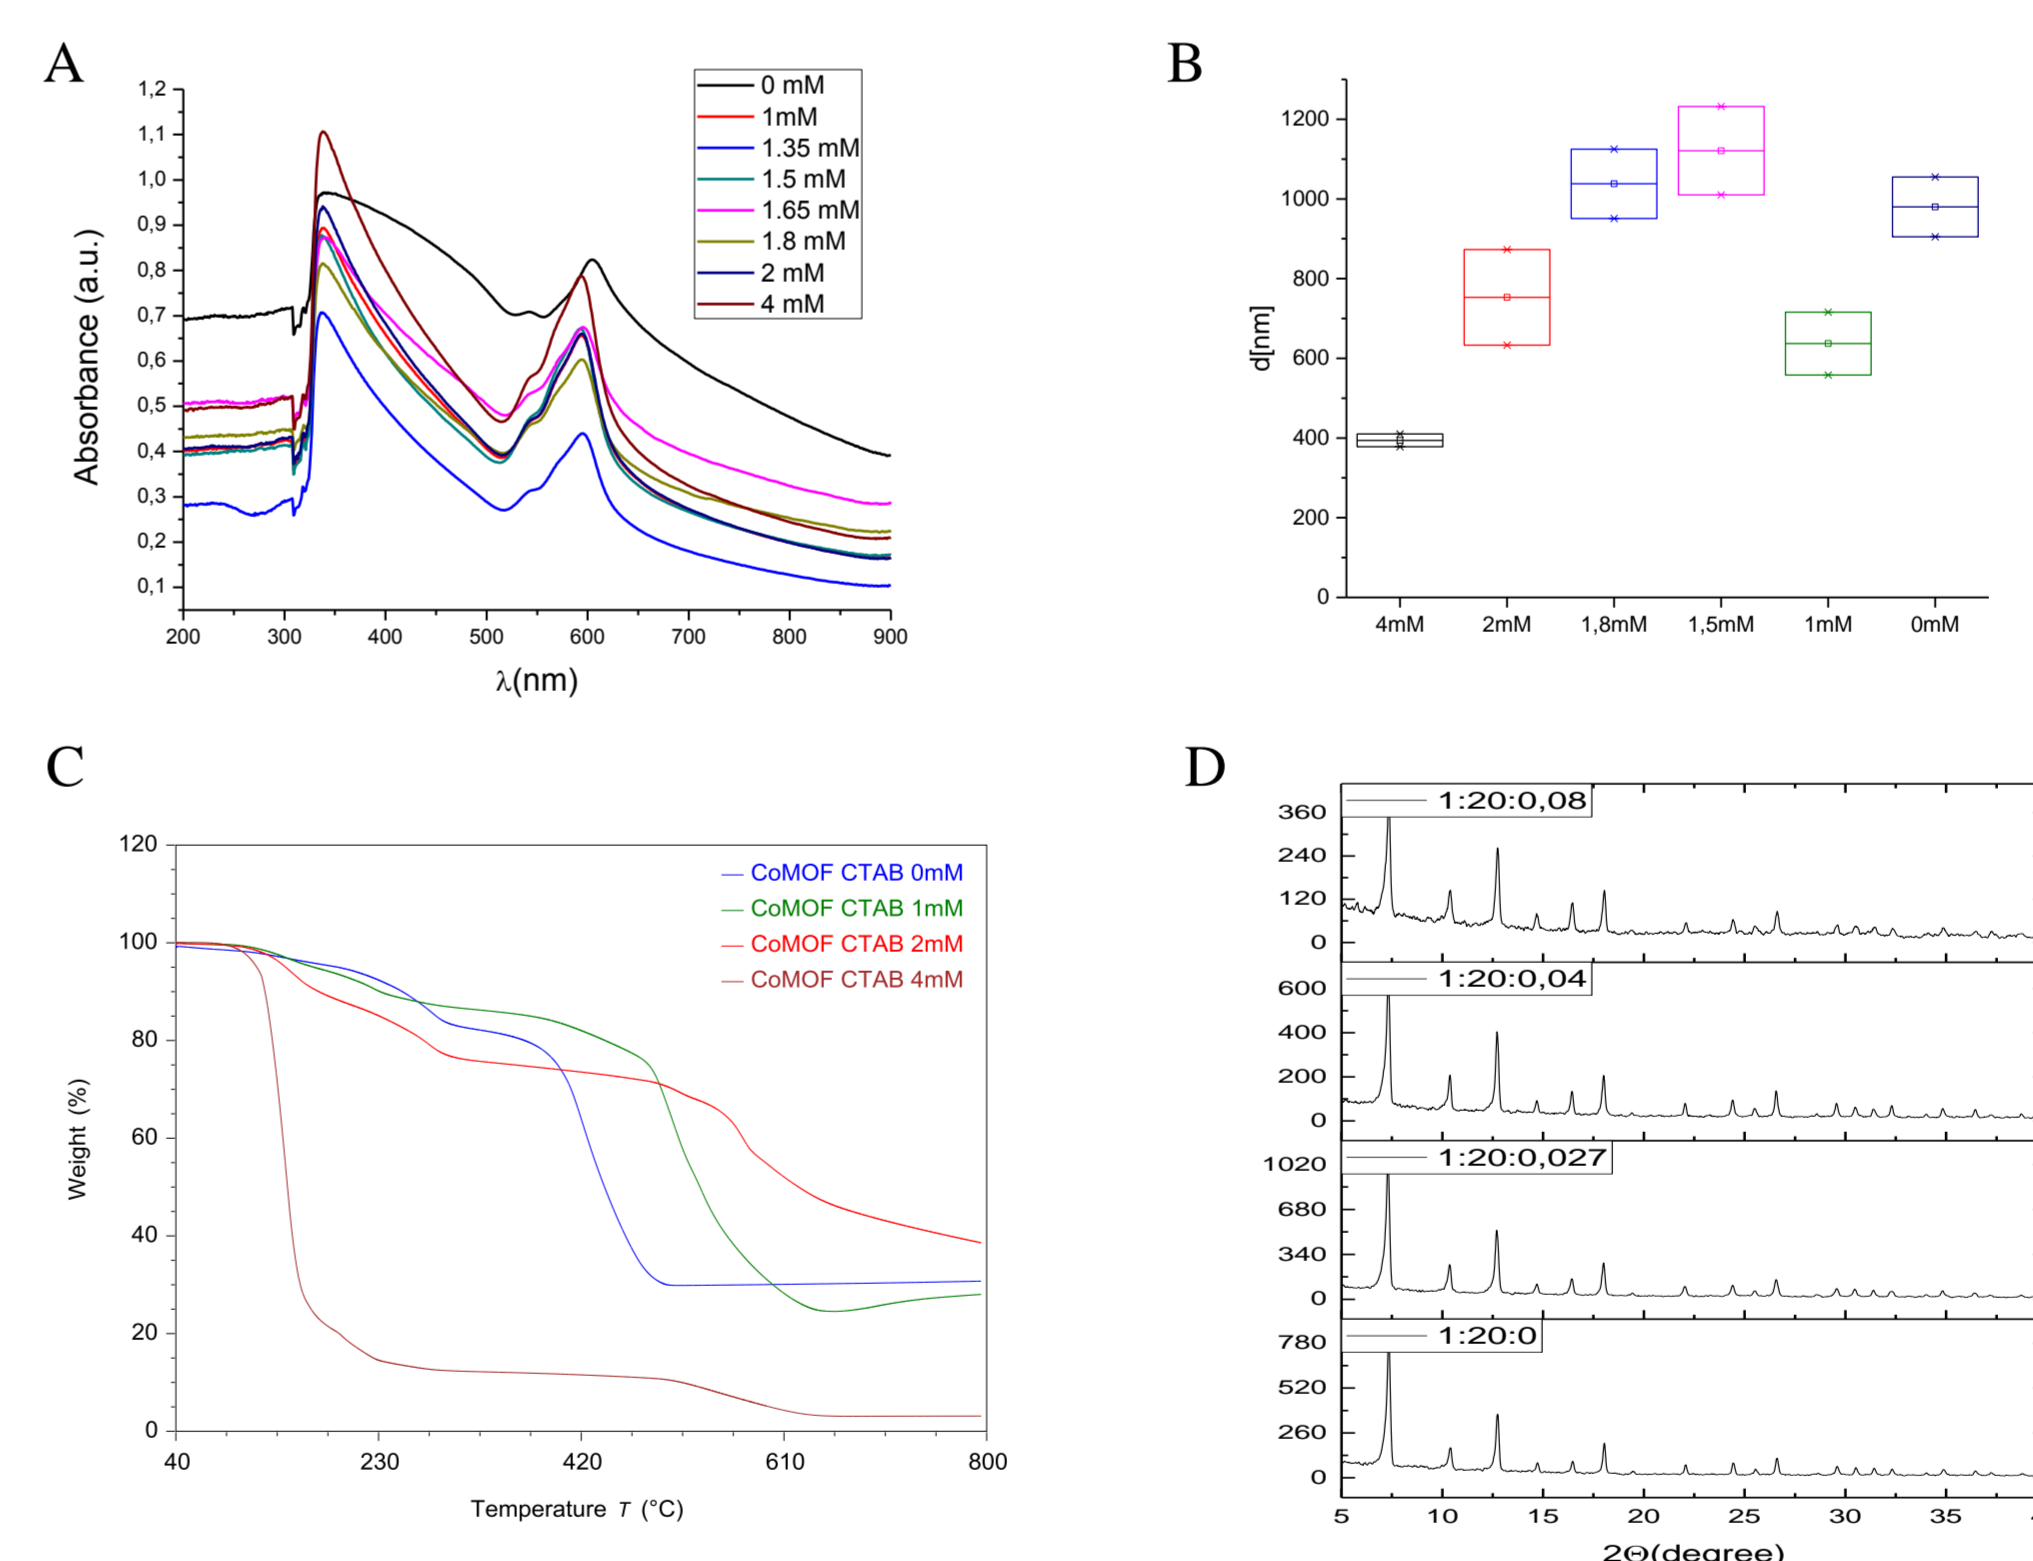 A
1,2
1,1
1,0
0,9
0,8
0,7
0,6
0,5
0,4
0,3
0,2
0,1
Absorbance (a.u.)
200 300 400 500 600 700 800 900
λ(nm)
0 mM
1mM
1.35 mM
1.5 mM
1.65 mM
1.8 mM
2 mM
4 mM
B
1200
1000
800
600
400
200
0
d[nm]
4mM 2mM 1,8mM 1,5mM 1mM 0mM
C
120
100
80
60
40
20
0
Weight (%)
40 230 420 610 800
Temperature T (°C)
CoMOF CTAB 0mM
CoMOF CTAB 1mM
CoMOF CTAB 2mM
CoMOF CTAB 4mM
D
1:20:0,08
360
240
120
0
1:20:0,04
600
400
200
0
1:20:0,027
1020
680
340
0
1:20:0
780
520
260
0
5 10 15 20 25 30 35
2Θ(degree)